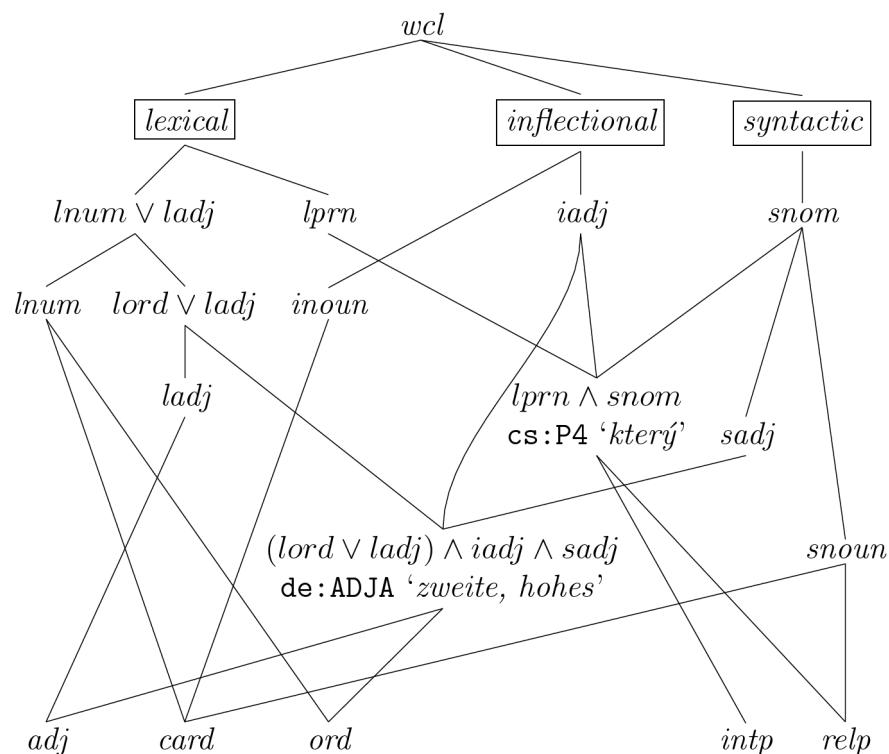 wcl
lexical inflectional syntactic
lnum ∨ ladj lprn iadj snom
lnum lord ∨ ladj inoun
ladj lprn ∧ snom
cs:P4 ‘který’ sadj
(lord ∨ ladj) ∧ iadj ∧ sadj snoun
de:ADJA ‘zweite, hohes’
adj card ord intp relp